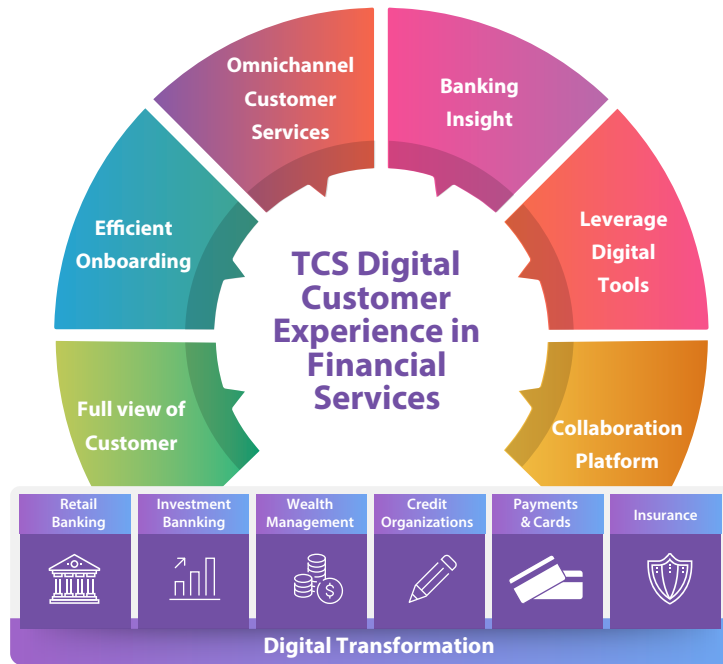 Omnichannel
Customer
Services
Banking
Insight
Efficient
Onboarding
Leverage
Digital
Tools
TCS Digital
Customer
Experience in
Financial
Services
Full view of
Customer
Collaboration
Platform
Retail
Banking
Investment
Bannking
Wealth
Management
Credit
Organizations
Payments
& Cards
Insurance
$
Digital Transformation